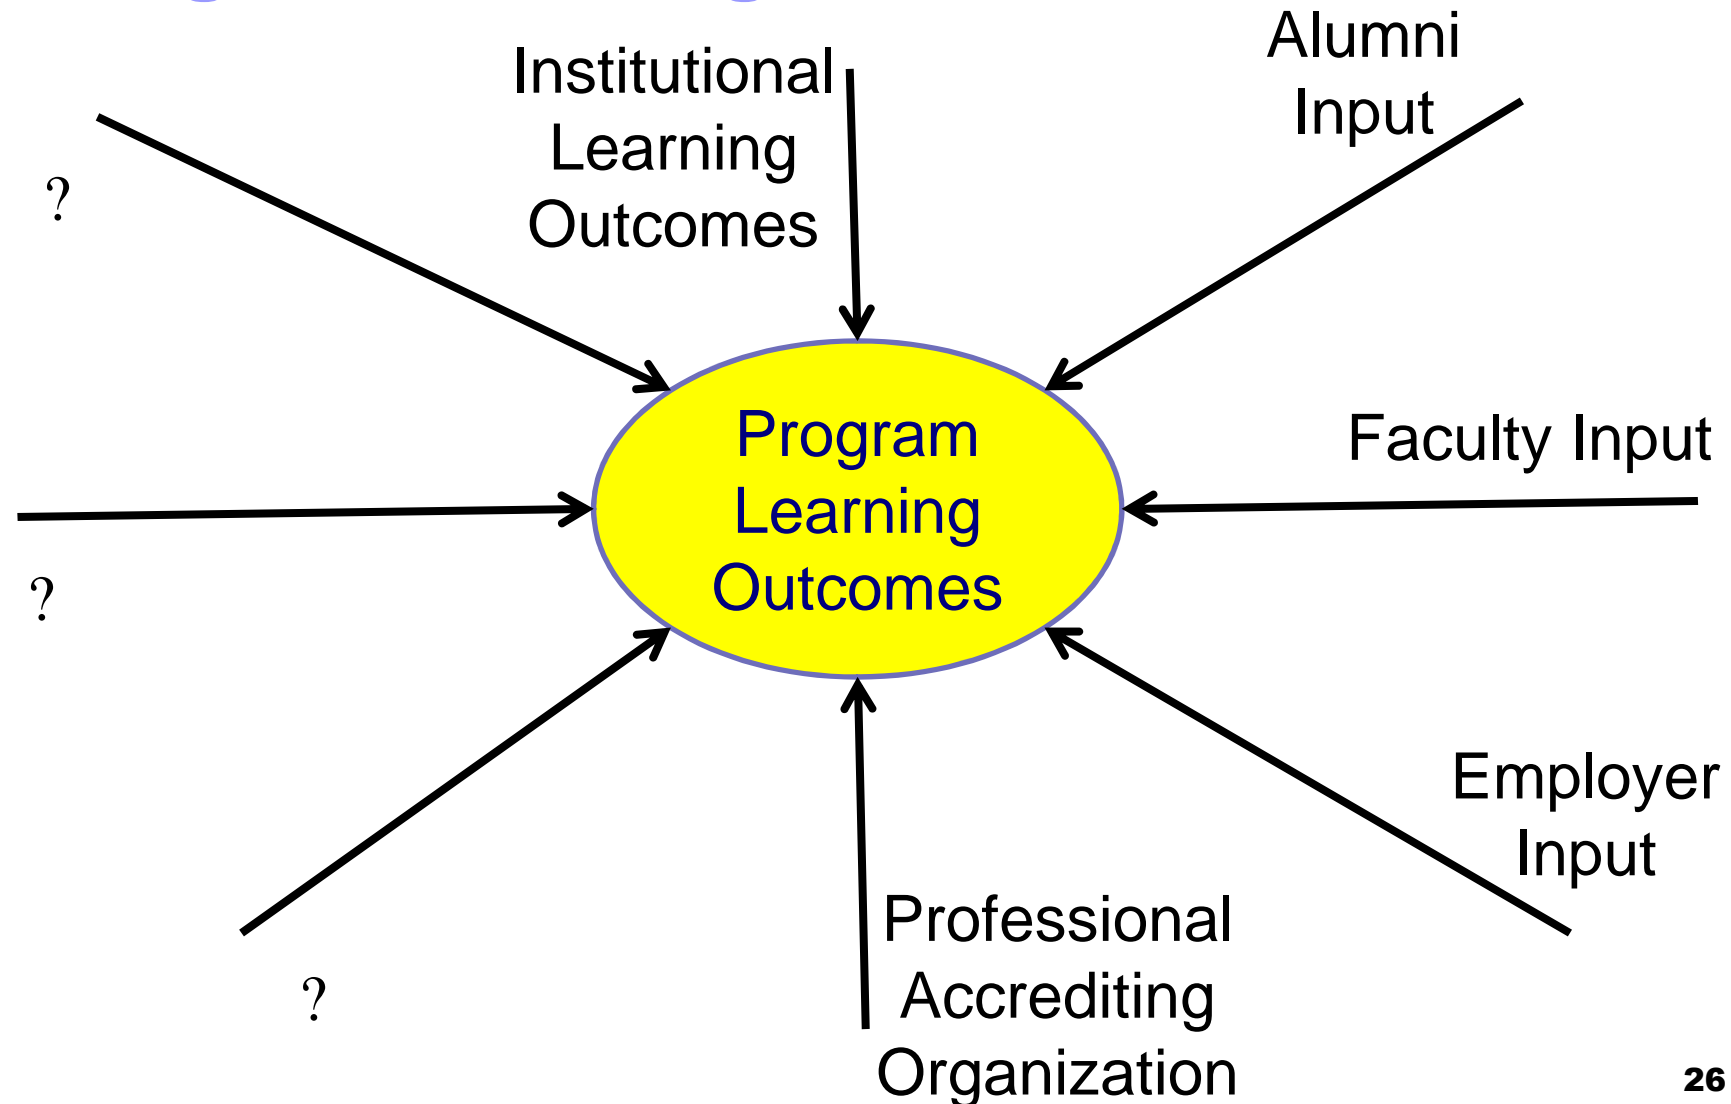 Institutional
Learning
Outcomes
Alumni
Input
?
Program
Learning
Outcomes
Faculty Input
?
Employer
Input
?
Professional
Accrediting
Organization
26